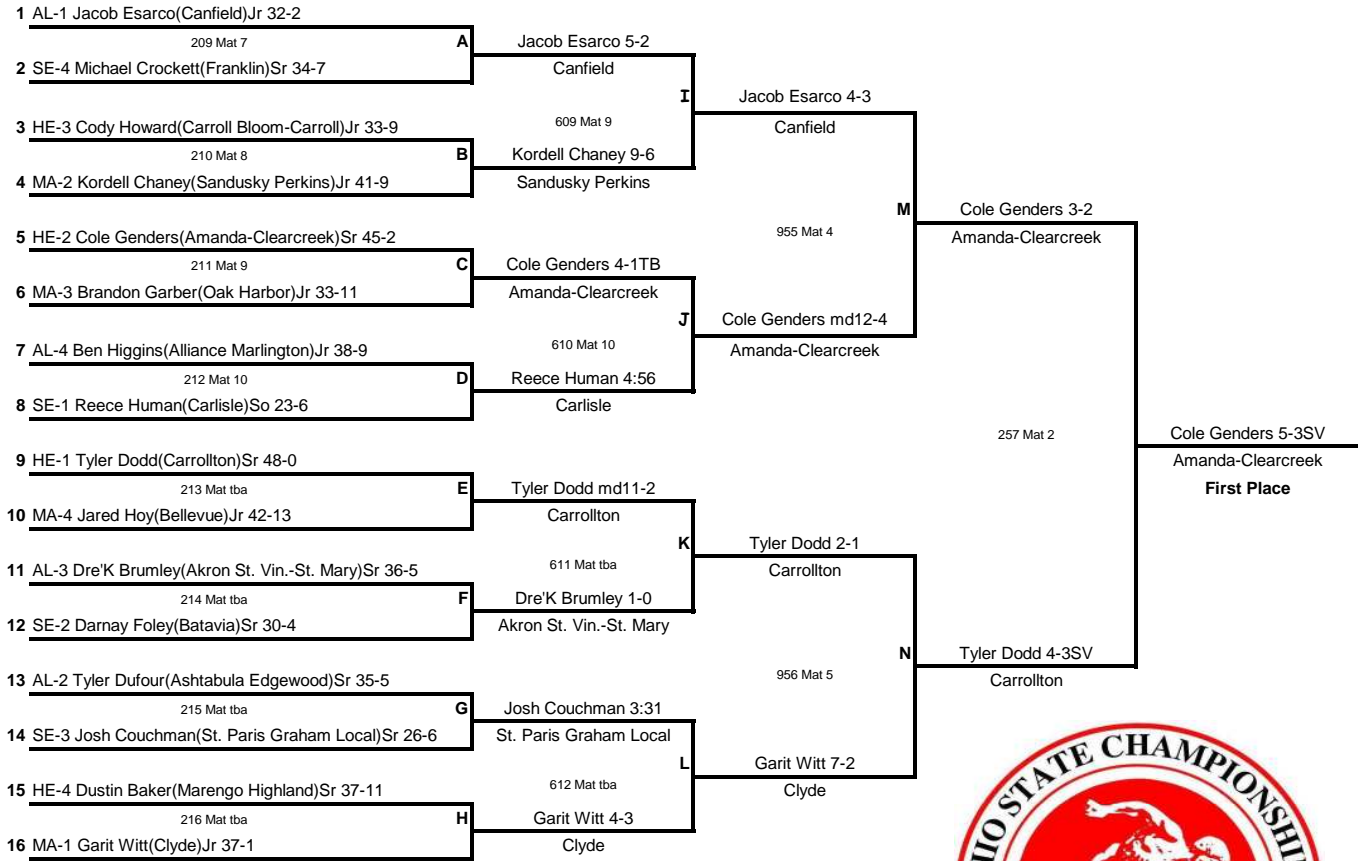 1 AL-1 Jacob Esarco(Canfield)Jr 32-2
209 Mat 7
A
2 SE-4 Michael Crockett(Franklin)Sr 34-7
3 HE-3 Cody Howard(Carroll Bloom-Carroll)Jr 33-9
210 Mat 8
B
4 MA-2 Kordell Chaney(Sandusky Perkins)Jr 41-9
5 HE-2 Cole Genders(Amanda-Clearcreek)Sr 45-2
211 Mat 9
C
6 MA-3 Brandon Garber(Oak Harbor)Jr 33-11
7 AL-4 Ben Higgins(Alliance Marlington)Jr 38-9
212 Mat 10
D
8 SE-1 Reece Human(Carlisle)So 23-6
9 HE-1 Tyler Dodd(Carrollton)Sr 48-0
213 Mat tba
E
10 MA-4 Jared Hoy(Bellevue)Jr 42-13
11 AL-3 Dre'K Brumley(Akron St. Vin.-St. Mary)Sr 36-5
214 Mat tba
F
12 SE-2 Darnay Foley(Batavia)Sr 30-4
13 AL-2 Tyler Dufour(Ashtabula Edgewood)Sr 35-5
215 Mat tba
G
14 SE-3 Josh Couchman(St. Paris Graham Local)Sr 26-6
15 HE-4 Dustin Baker(Marengo Highland)Sr 37-11
216 Mat tba
H
16 MA-1 Garit Witt(Clyde)Jr 37-1
Jacob Esarco 5-2
Canfield
609 Mat 9
I
Kordell Chaney 9-6
Sandusky Perkins
Cole Genders 4-1TB
Amanda-Clearcreek
610 Mat 10
J
Reece Human 4:56
Carlisle
Tyler Dodd md11-2
Carrollton
611 Mat tba
K
Dre'K Brumley 1-0
Akron St. Vin.-St. Mary
Josh Couchman 3:31
St. Paris Graham Local
612 Mat tba
L
Garit Witt 4-3
Clyde
Jacob Esarco 4-3
Canfield
955 Mat 4
M
Cole Genders md12-4
Amanda-Clearcreek
Tyler Dodd 2-1
Carrollton
956 Mat 5
N
Garit Witt 7-2
Clyde
Cole Genders 3-2
Amanda-Clearcreek
257 Mat 2
Tyler Dodd 4-3SV
Carrollton
Cole Genders 5-3SV
Amanda-Clearcreek
First Place
STATE